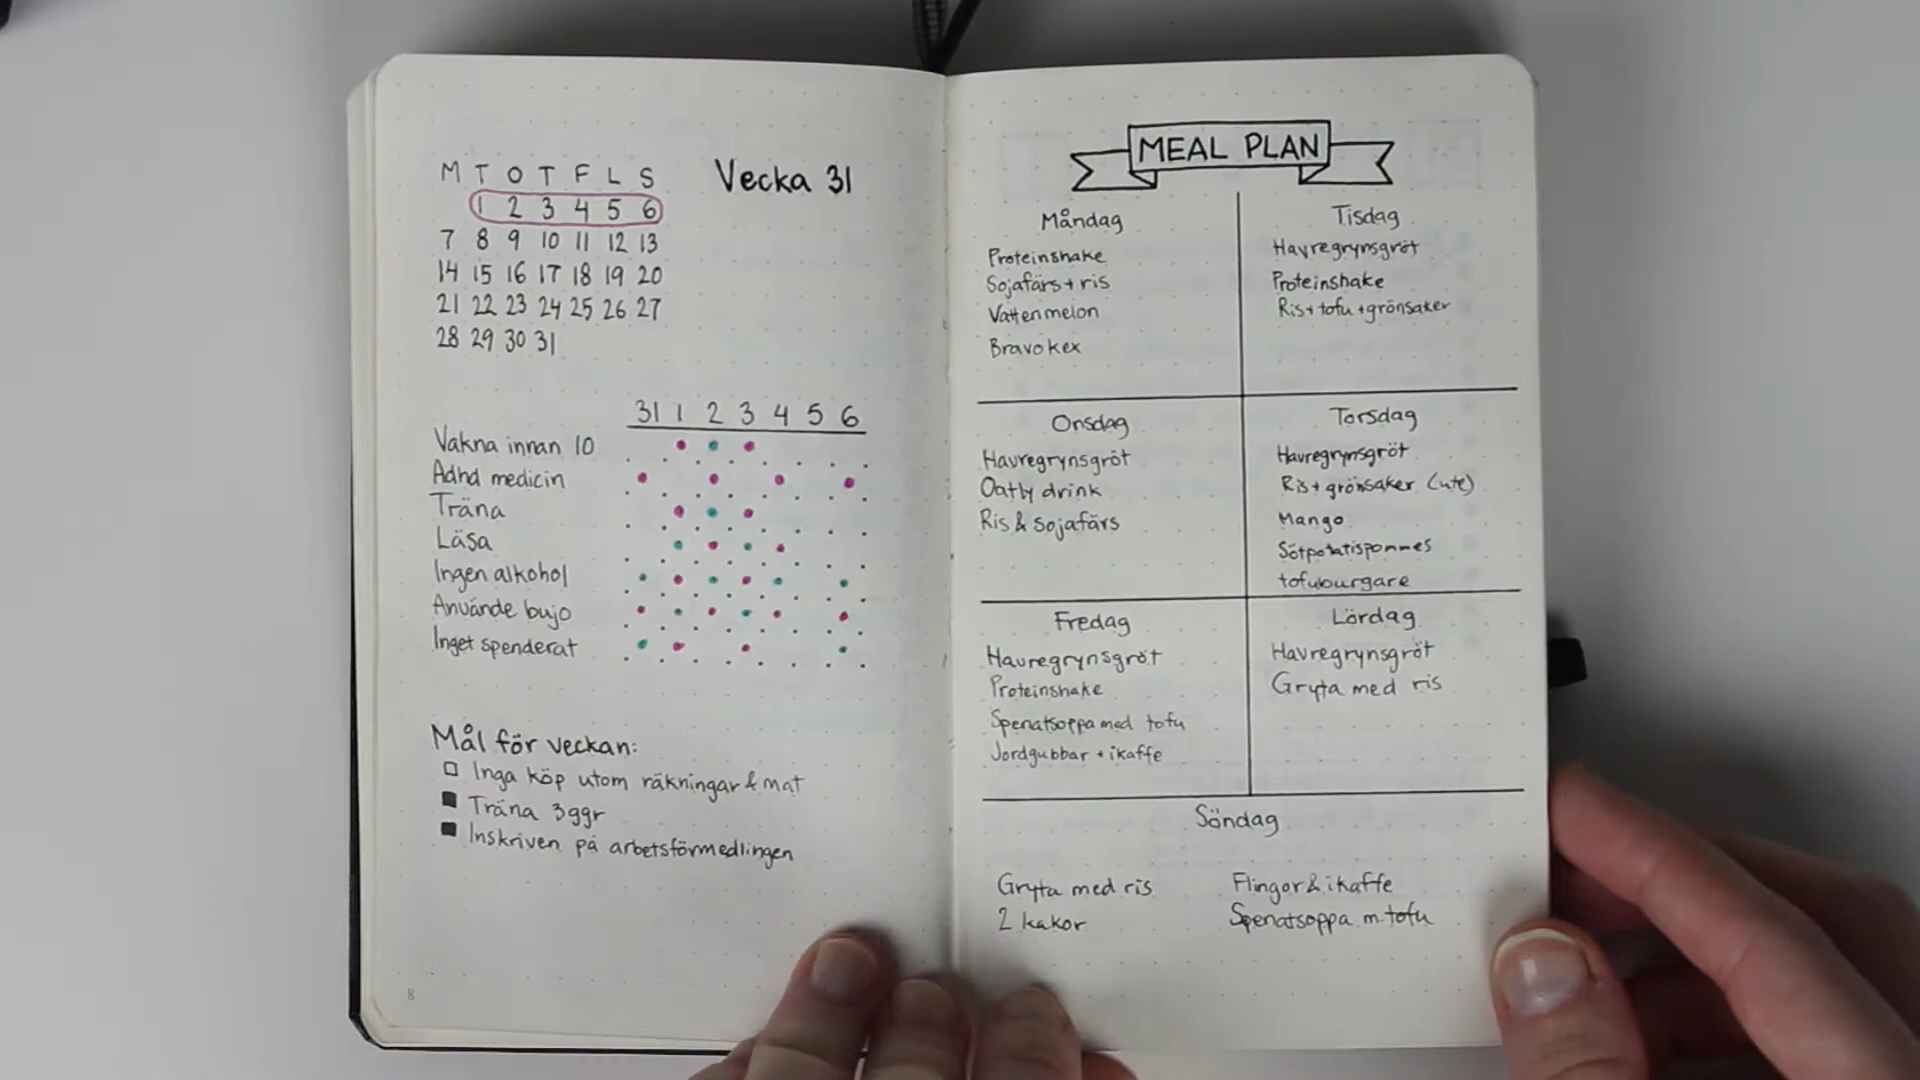 M T O T F L S
1 2 3 4 5 6
7 8 9 10 11 12 13
14 15 16 17 18 19 20
21 22 23 24 25 26 27
28 29 30 31
Vecka 31
31 1 2 3 4 5 6
Vakna innan 10
Adhd medicin
Träna
Läsa
Ingen alkohol
Använde bujo
Inget spenderat
Mål för veckan:
Inga köp utom räkningar & mat
Träna 3ggr
Inskriven på arbetsförmedlingen
8
MEAL PLAN
Måndag
Proteinshake
Sojafärs + ris
Vattenmelon
Bravokex
Tisdag
Havregrynsgröt
Proteinshake
Ris + tofu + grönsaker
Onsdag
Havregrynsgröt
Oatly drink
Ris & sojafärs
Torsdag
Havregrynsgröt
Ris + grönsaker (ute)
Mango
Sötpotatispommes
tofuburgare
Fredag
Havregrynsgröt
Proteinshake
Spenatsoppa med tofu
Jordgubbar + ikaffe
Lördag
Havregrynsgröt
Gryta med ris
Söndag
Gryta med ris
2 kakor
Flingor & ikaffe
Spenatsoppa m. tofu